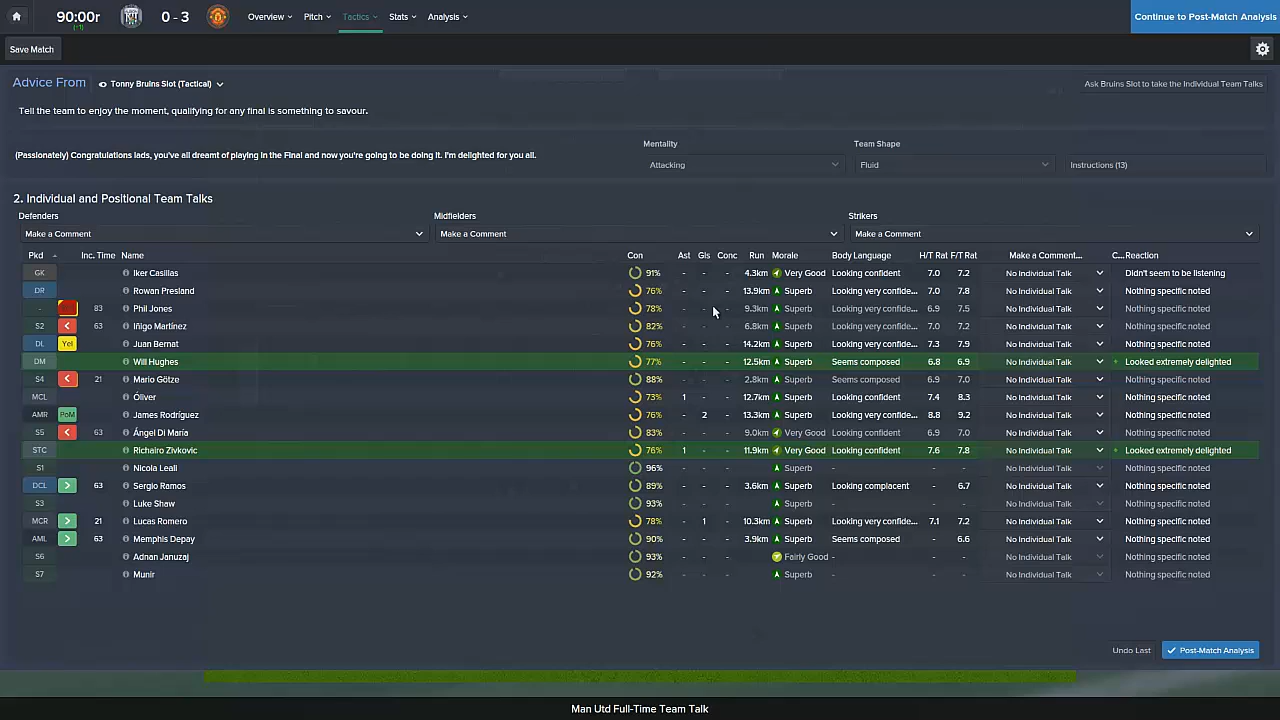 90:00r (+1) 0 - 3 Overview Pitch Tactics Stats Analysis Continue to Post-Match Analysis
Save Match
Advice From Tonny Bruins Slot (Tactical) Ask Bruins Slot to take the Individual Team Talks
Tell the team to enjoy the moment, qualifying for any final is something to savour.
Mentality Team Shape
(Passionately) Congratulations lads, you've all dreamt of playing in the Final and now you're going to be doing it. I'm delighted for you all.
Attacking Fluid Instructions (13)
2. Individual and Positional Team Talks
Defenders Midfielders Strikers
Make a Comment Make a Comment Make a Comment
Pkd Inc. Time Name Con Ast Gls Conc Run Morale Body Language H/T Rat F/T Rat Make a Comment... C... Reaction
GK Iker Casillas 91% - - - 4.3km Very Good Looking confident 7.0 7.2 No Individual Talk Didn't seem to be listening
DR Rowan Presland 76% - - - 13.9km Superb Looking very confide... 7.0 7.8 No Individual Talk Nothing specific noted
- 83 Phil Jones 78% - - - 9.3km Superb Looking very confide... 6.9 7.5 No Individual Talk Nothing specific noted
S2 63 Iñigo Martínez 82% - - - 6.8km Superb Looking confident 7.0 7.2 No Individual Talk Nothing specific noted
DL Yel Juan Bernat 76% - - - 14.2km Superb Looking very confide... 7.3 7.9 No Individual Talk Nothing specific noted
DM Will Hughes 77% - - - 12.5km Superb Seems composed 6.8 6.9 No Individual Talk Looked extremely delighted
S4 21 Mario Götze 88% - - - 2.8km Superb Seems composed 6.9 7.0 No Individual Talk Nothing specific noted
MCL Óliver 73% 1 - - 12.7km Superb Looking confident 7.4 8.3 No Individual Talk Nothing specific noted
AMR PoM James Rodríguez 76% - 2 - 13.3km Superb Looking very confide... 8.8 9.2 No Individual Talk Nothing specific noted
S5 63 Ángel Di María 83% - - - 9.0km Very Good Looking confident 6.9 7.0 No Individual Talk Nothing specific noted
STC Richairo Zivkovic 76% 1 - - 11.9km Very Good Looking confident 7.6 7.8 No Individual Talk Looked extremely delighted
S1 Nicola Leali 96% - - - Superb - - - No Individual Talk Nothing specific noted
DCL 63 Sergio Ramos 89% - - - 3.6km Superb Looking complacent - 6.7 No Individual Talk Nothing specific noted
S3 Luke Shaw 93% - - - Superb - - - No Individual Talk Nothing specific noted
MCR 21 Lucas Romero 78% - 1 - 10.3km Superb Looking very confide... 7.1 7.2 No Individual Talk Nothing specific noted
AML 63 Memphis Depay 90% - - - 3.9km Superb Seems composed - 6.6 No Individual Talk Nothing specific noted
S6 Adnan Januzaj 93% - - - Fairly Good - - - No Individual Talk Nothing specific noted
S7 Munir 92% - - - Superb - - - No Individual Talk Nothing specific noted
Undo Last Post-Match Analysis
Man Utd Full-Time Team Talk